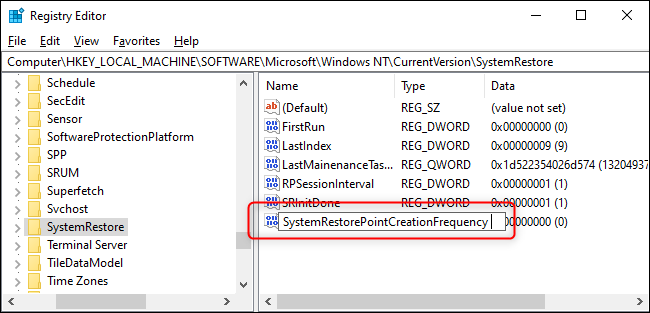 Registry Editor
File Edit View Favorites Help
Computer\HKEY_LOCAL_MACHINE\SOFTWARE\Microsoft\Windows NT\CurrentVersion\SystemRestore
Schedule
SecEdit
Sensor
SoftwareProtectionPlatform
SPP
SRUM
Superfetch
Svchost
SystemRestore
Terminal Server
TileDataModel
Time Zones
Name Type Data
(Default) REG_SZ (value not set)
FirstRun REG_DWORD 0x00000000 (0)
LastIndex REG_DWORD 0x00000009 (9)
LastMainenanceTas... REG_QWORD 0x1d522354026d574 (13204937
RPSessionInterval REG_DWORD 0x00000001 (1)
SRInitDone REG_DWORD 0x00000001 (1)
SystemRestorePointCreationFrequency 00000000 (0)